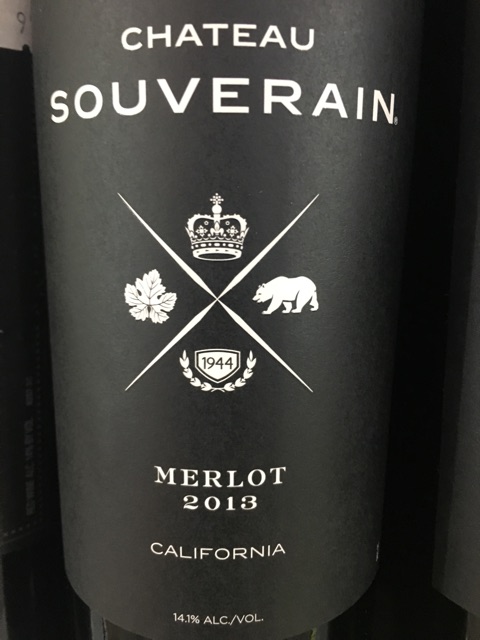 CHATEAU
SOUVERAIN®
1944
MERLOT
2013
CALIFORNIA
14.1% ALC./VOL.